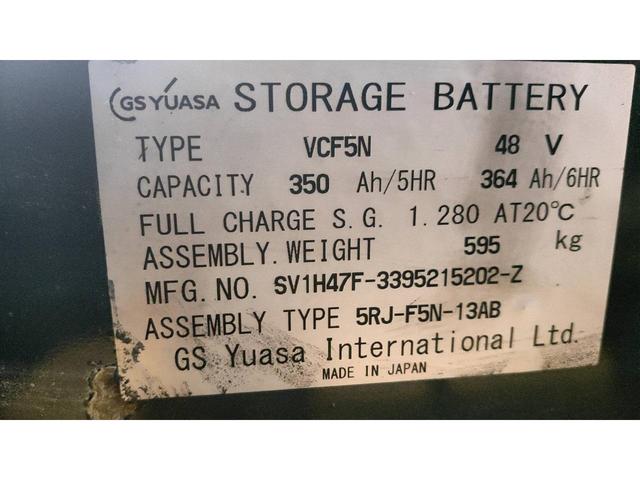 GS YUASA STORAGE BATTERY
TYPE VCF5N 48 V
CAPACITY 350 Ah/5HR 364 Ah/6HR
FULL CHARGE S.G. 1.280 AT20℃
ASSEMBLY.WEIGHT 595 kg
MFG.NO. SV1H47F-3395215202-Z
ASSEMBLY TYPE 5RJ-F5N-13AB
GS Yuasa International Ltd.
MADE IN JAPAN